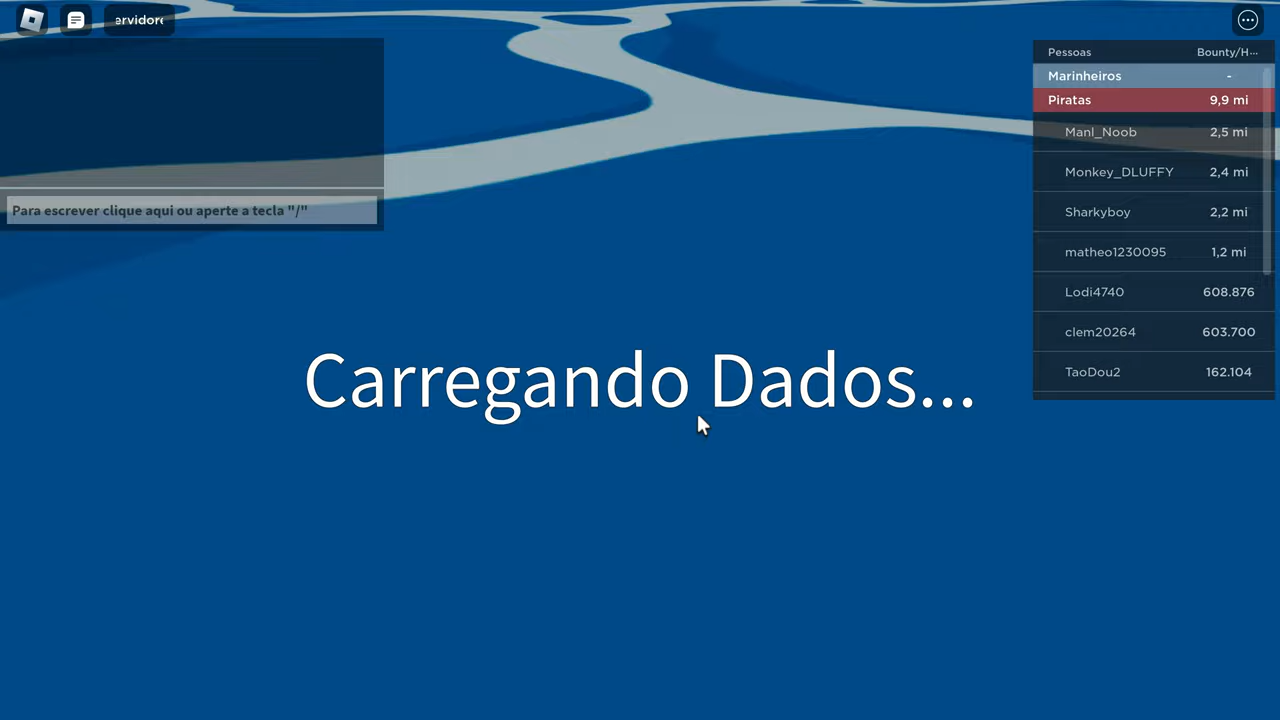 Pessoas Bounty/H...
Marinheiros -
Piratas 9,9 mi
Manl_Noob 2,5 mi
Monkey_DLUFFY 2,4 mi
Sharkyboy 2,2 mi
matheo1230095 1,2 mi
Lodi4740 608.876
clem20264 603.700
TaoDou2 162.104
Para escrever clique aqui ou aperte a tecla "/"
Carregando Dados...